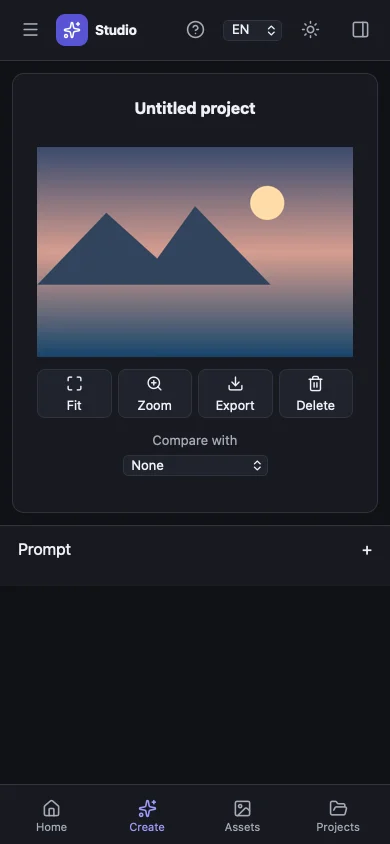 Studio
EN
Untitled project
Fit
Zoom
Export
Delete
Compare with
None
Prompt
+
Home
Create
Assets
Projects